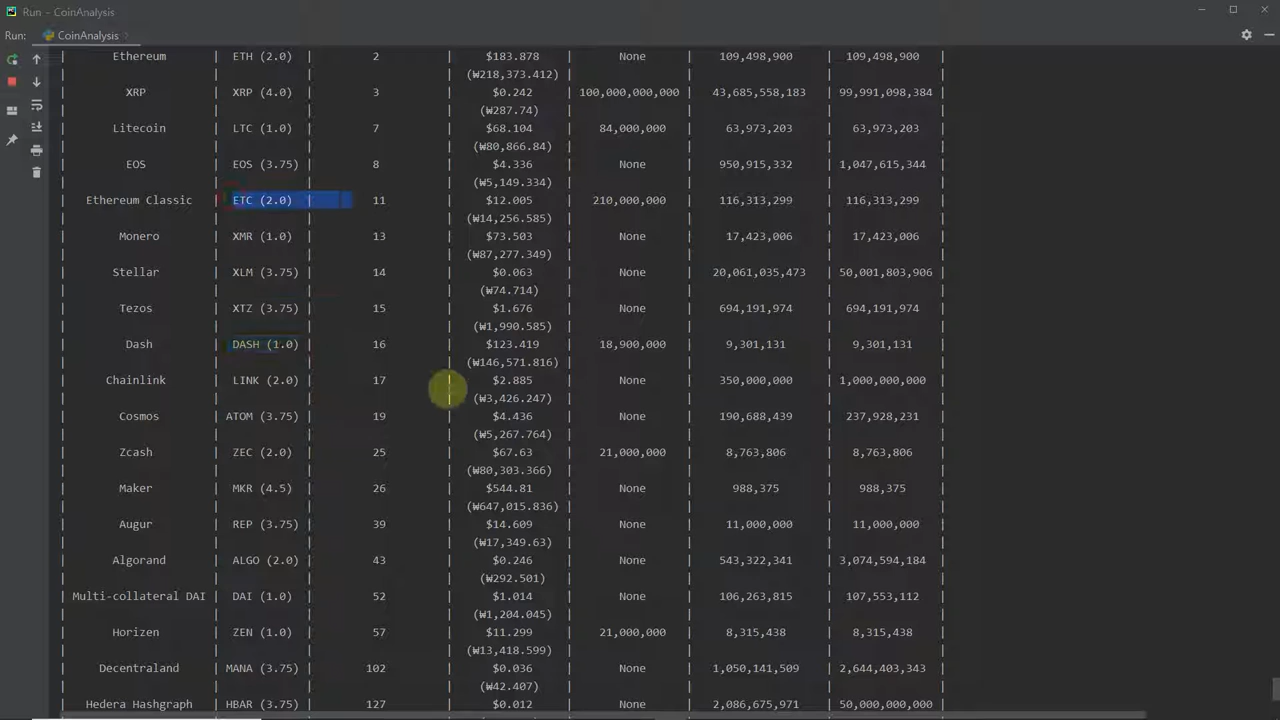 Run - CoinAnalysis
Run: CoinAnalysis
Ethereum | ETH (2.0) | 2 | $183.878 | None | 109,498,900 | 109,498,900 |
(₩218,373.412)
XRP | XRP (4.0) | 3 | $0.242 | 100,000,000,000 | 43,685,558,183 | 99,991,098,384 |
(₩287.74)
Litecoin | LTC (1.0) | 7 | $68.104 | 84,000,000 | 63,973,203 | 63,973,203 |
(₩80,866.84)
EOS | EOS (3.75) | 8 | $4.336 | None | 950,915,332 | 1,047,615,344 |
(₩5,149.334)
Ethereum Classic | ETC (2.0) | 11 | $12.005 | 210,000,000 | 116,313,299 | 116,313,299 |
(₩14,256.585)
Monero | XMR (1.0) | 13 | $73.503 | None | 17,423,006 | 17,423,006 |
(₩87,277.349)
Stellar | XLM (3.75) | 14 | $0.063 | None | 20,061,035,473 | 50,001,803,906 |
(₩74.714)
Tezos | XTZ (3.75) | 15 | $1.676 | None | 694,191,974 | 694,191,974 |
(₩1,990.585)
Dash | DASH (1.0) | 16 | $123.419 | 18,900,000 | 9,301,131 | 9,301,131 |
(₩146,571.816)
Chainlink | LINK (2.0) | 17 | $2.885 | None | 350,000,000 | 1,000,000,000 |
(₩3,426.247)
Cosmos | ATOM (3.75) | 19 | $4.436 | None | 190,688,439 | 237,928,231 |
(₩5,267.764)
Zcash | ZEC (2.0) | 25 | $67.63 | 21,000,000 | 8,763,806 | 8,763,806 |
(₩80,303.366)
Maker | MKR (4.5) | 26 | $544.81 | None | 988,375 | 988,375 |
(₩647,015.836)
Augur | REP (3.75) | 39 | $14.609 | None | 11,000,000 | 11,000,000 |
(₩17,349.63)
Algorand | ALGO (2.0) | 43 | $0.246 | None | 543,322,341 | 3,074,594,184 |
(₩292.501)
Multi-collateral DAI | DAI (1.0) | 52 | $1.014 | None | 106,263,815 | 107,553,112 |
(₩1,204.045)
Horizen | ZEN (1.0) | 57 | $11.299 | 21,000,000 | 8,315,438 | 8,315,438 |
(₩13,418.599)
Decentraland | MANA (3.75) | 102 | $0.036 | None | 1,050,141,509 | 2,644,403,343 |
(₩42.407)
Hedera Hashgraph | HBAR (3.75) | 127 | $0.012 | None | 2,086,675,971 | 50,000,000,000 |